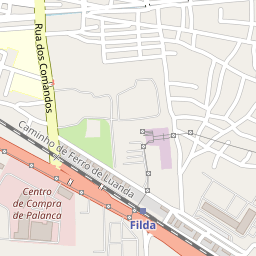 Rua dos Comandos
Caminho de Ferro de Luanda
Centro
de Compra
de Palanca
Filda